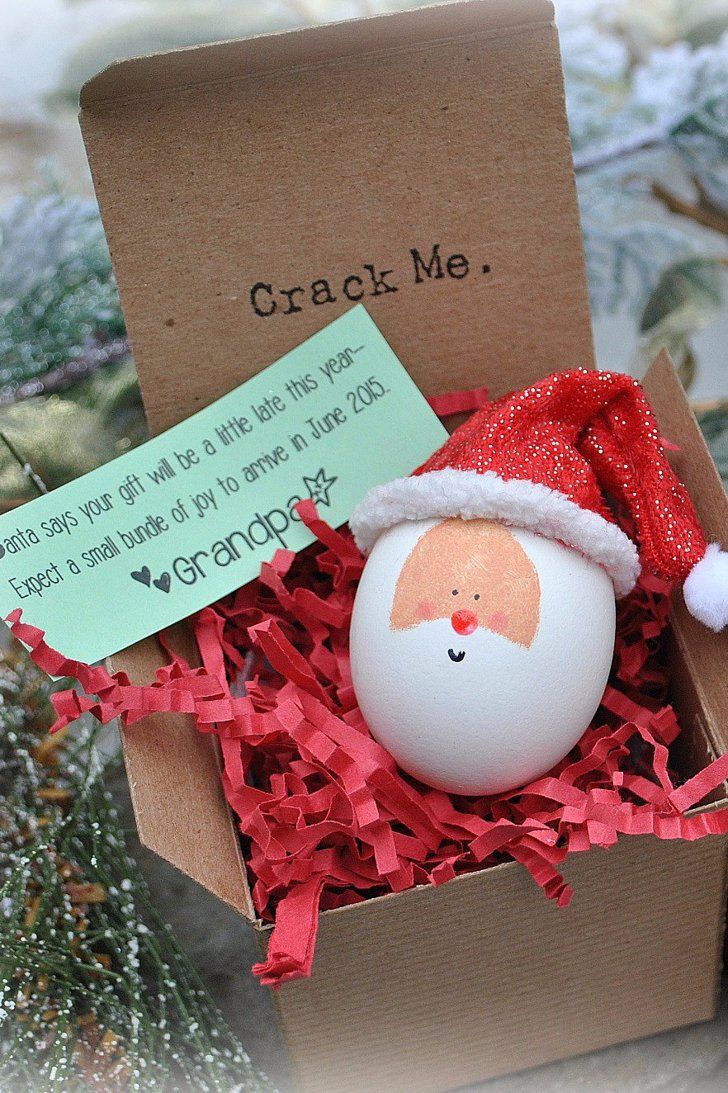 Crack Me.
Santa says your gift will be a little late this year-
Expect a small bundle of joy to arrive in June 2015.
Grandpa